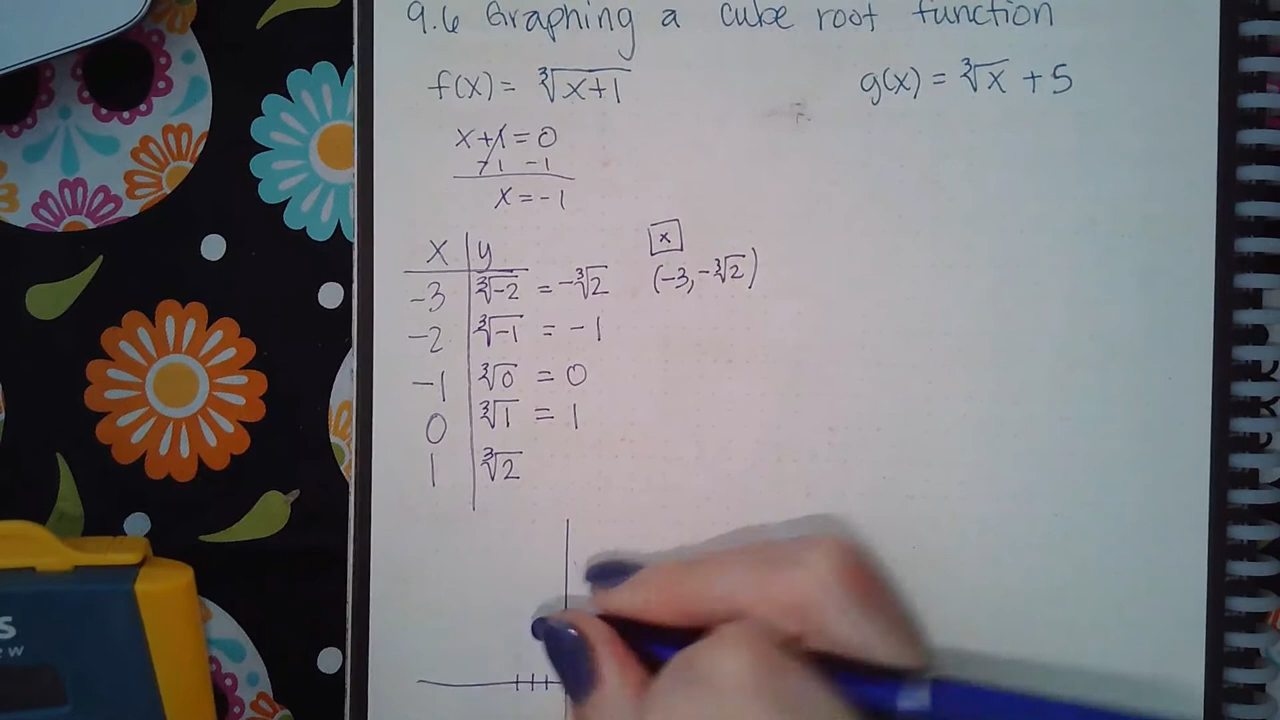 9.6 Graphing a cube root function
f(x) = ∛x+1
g(x) = ∛x + 5
x+1 = 0
-1 -1
x = -1
x y
-3 ∛-2 = -∛2
-2 ∛-1 = -1
-1 ∛0 = 0
0 ∛1 = 1
1 ∛2
x
(-3, -∛2)